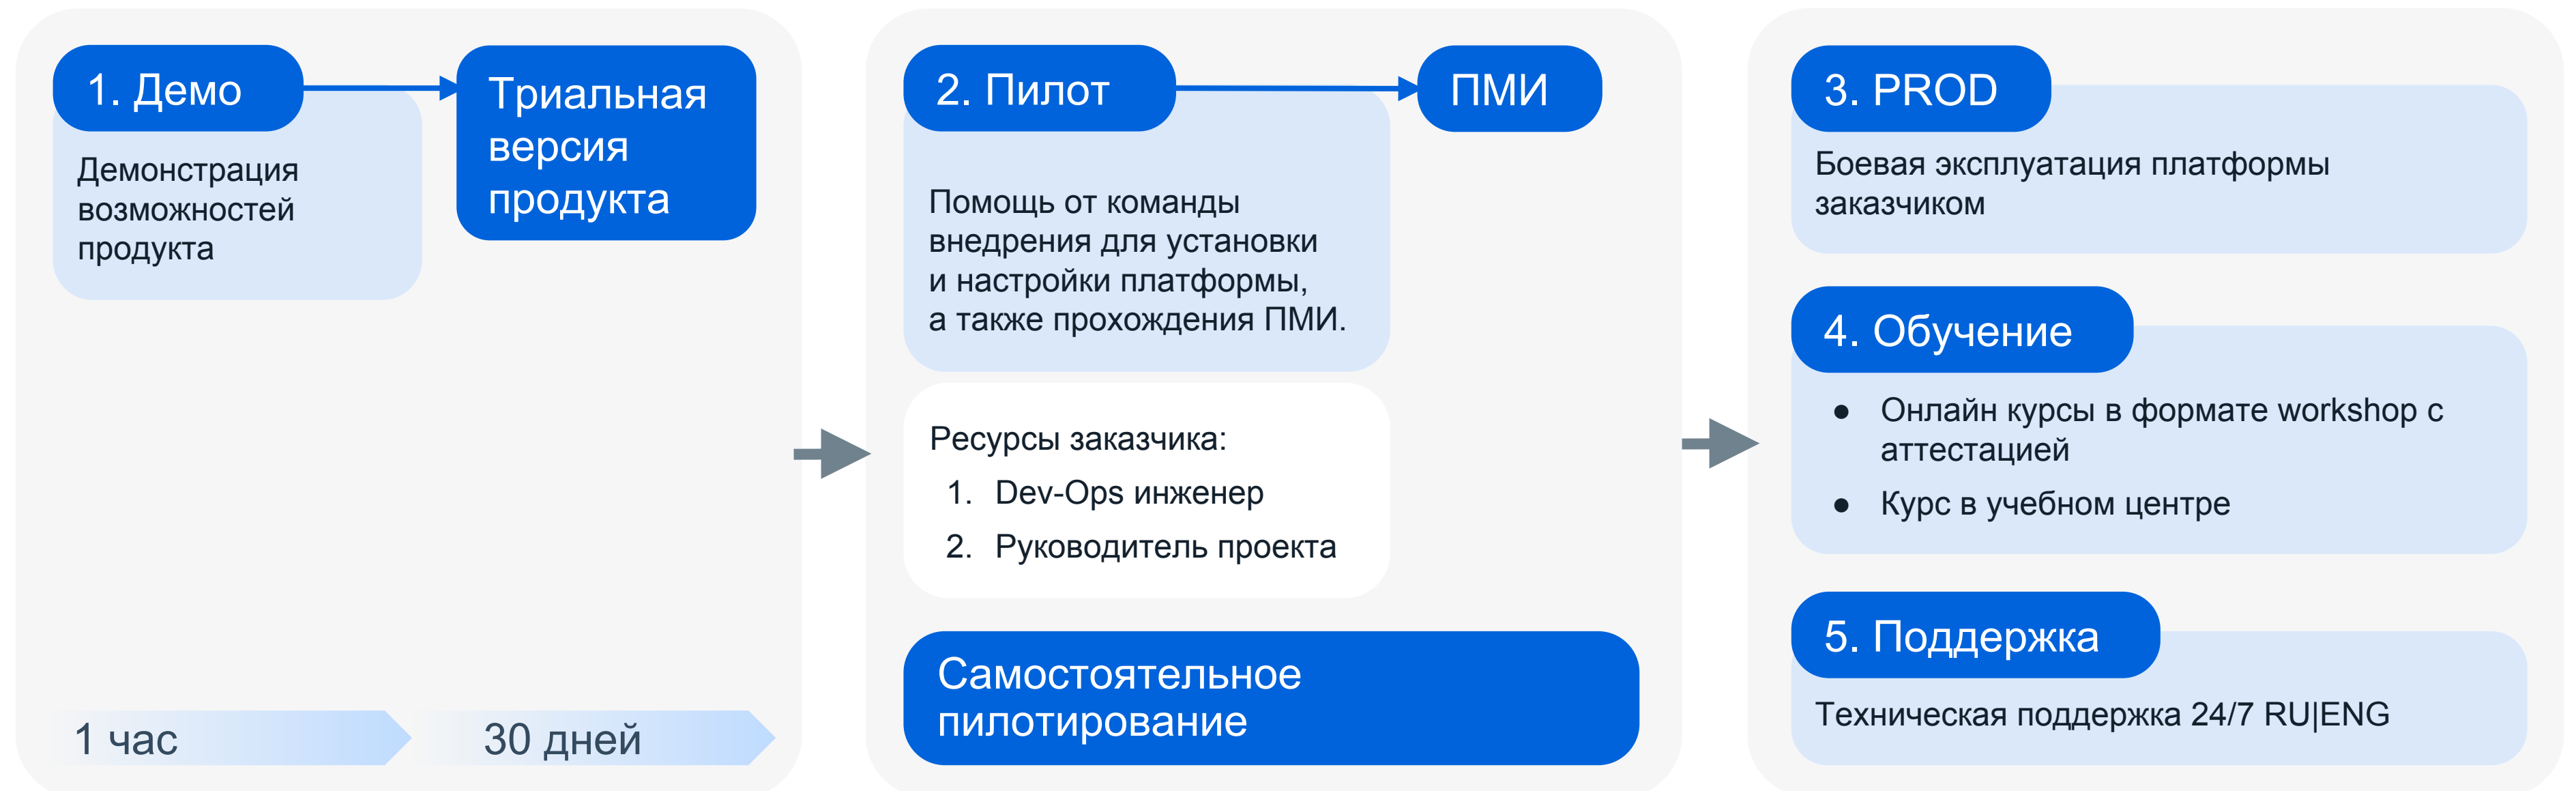 1. Демо
Триальная
версия
продукта
Демонстрация
возможностей
продукта
1 час
30 дней
2. Пилот
ПМИ
Помощь от команды
внедрения для установки
и настройки платформы,
а также прохождения ПМИ.
Ресурсы заказчика:
1. Dev-Ops инженер
2. Руководитель проекта
Самостоятельное
пилотирование
3. PROD
Боевая эксплуатация платформы
заказчиком
4. Обучение
● Онлайн курсы в формате workshop с
аттестацией
● Курс в учебном центре
5. Поддержка
Техническая поддержка 24/7 RU|ENG